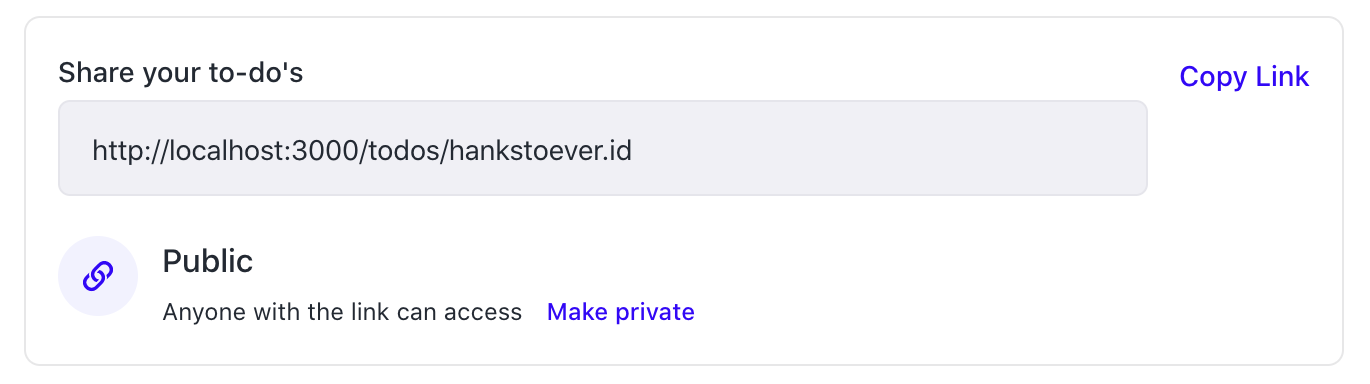 Share your to-do's
Copy Link
http://localhost:3000/todos/hankstoever.id
Public
Anyone with the link can access Make private